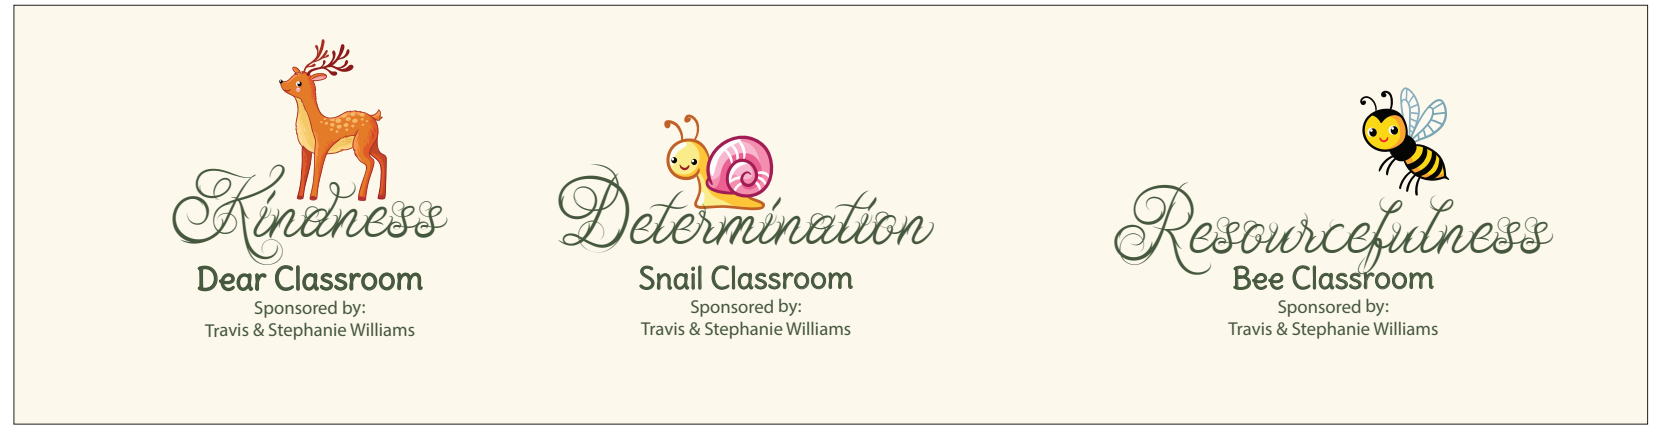 Kindness
Dear Classroom
Sponsored by:
Travis & Stephanie Williams
Determination
Snail Classroom
Sponsored by:
Travis & Stephanie Williams
Resourcefulness
Bee Classroom
Sponsored by:
Travis & Stephanie Williams